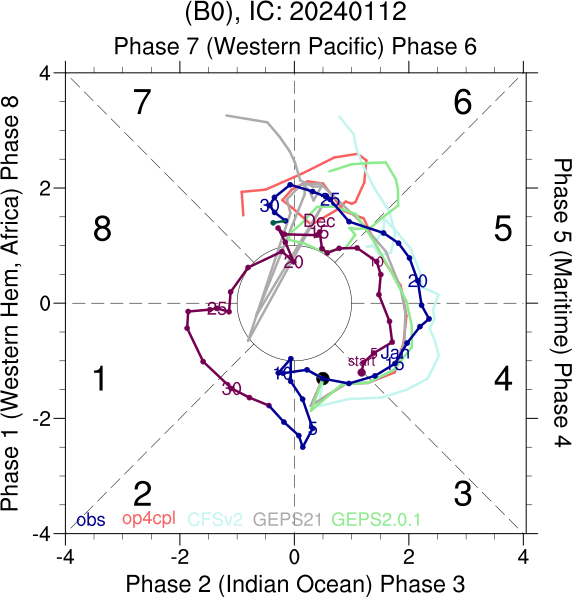 (B0), IC: 20240112
Phase 7 (Western Pacific) Phase 6
4
7
6
2
30
25
Dec
15
8
5
Phase 1 (Western Hem, Africa) Phase 8
Phase 5 (Maritime) Phase 4
20
20
0
25
Jan
5
start
15
1
10
4
30
-2
5
2
3
obs op4cpl CFSv2 GEPS21 GEPS2.0.1
-4
-4 -2 0 2 4
Phase 2 (Indian Ocean) Phase 3